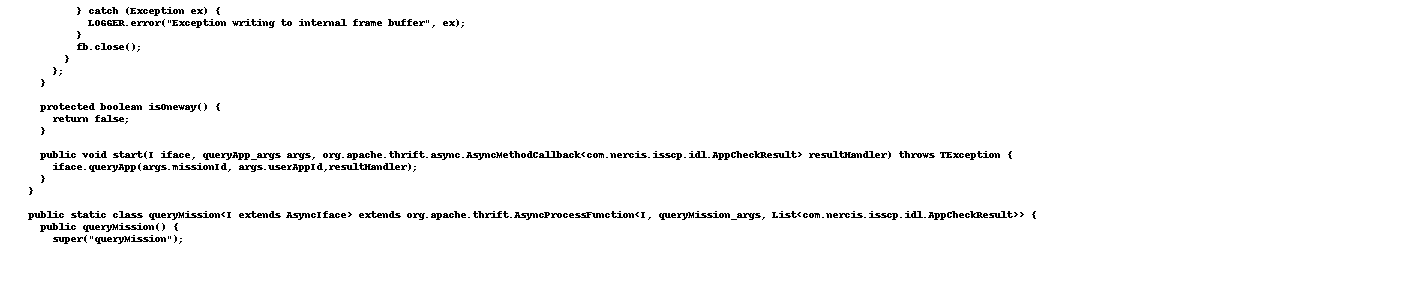 } catch (Exception ex) {
          LOGGER.error("Exception writing to internal frame buffer", ex);
        }
        fb.close();
      }
    };
  }

  protected boolean isOneway() {
    return false;
  }

  public void start(I iface, queryApp_args args, org.apache.thrift.async.AsyncMethodCallback<com.nercis.isscp.idl.AppCheckResult> resultHandler) throws TException {
    iface.queryApp(args.missionId, args.userAppId,resultHandler);
  }
}

public static class queryMission<I extends AsyncIface> extends org.apache.thrift.AsyncProcessFunction<I, queryMission_args, List<com.nercis.isscp.idl.AppCheckResult>> {
  public queryMission() {
    super("queryMission");